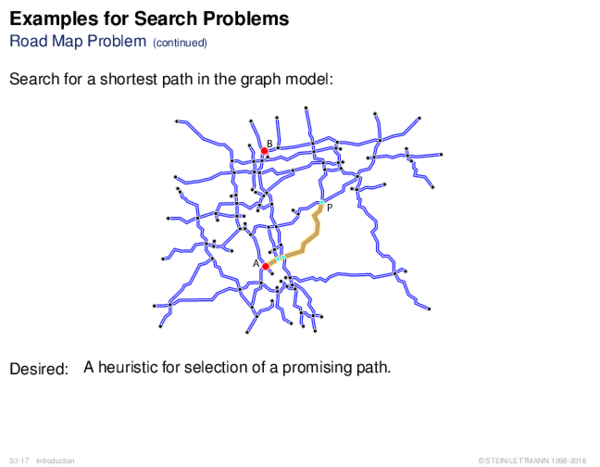 Examples for Search Problems
Road Map Problem (continued)
Search for a shortest path in the graph model:
B
P
A
Desired: A heuristic for selection of a promising path.
S:I-17 Introduction ©STEIN/LETTMANN 1998-2016